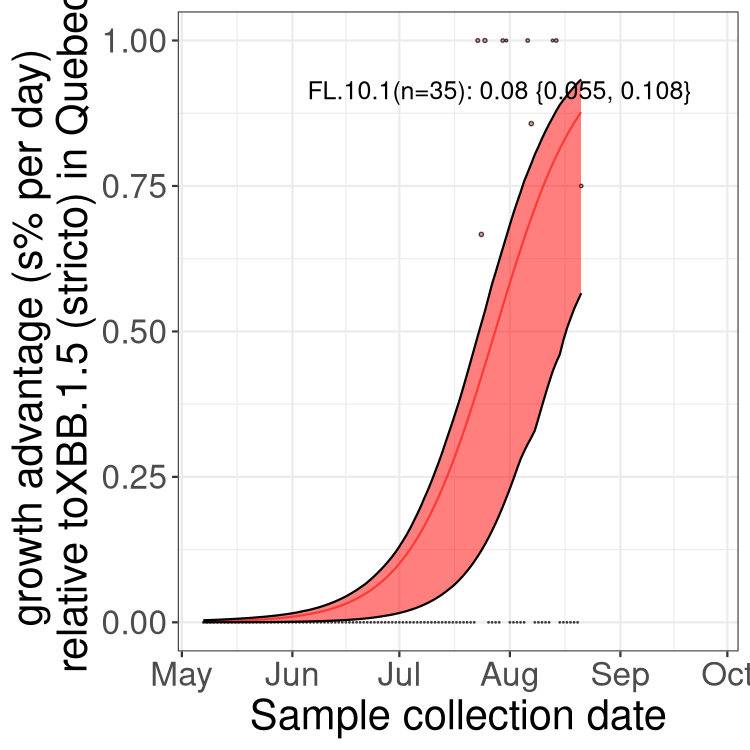 growth advantage (s% per day)
relative toXBB.1.5 (stricto) in Quebec
1.00
0.75
0.50
0.25
0.00
FL.10.1(n=35): 0.08 {0.055, 0.108}
May Jun Jul Aug Sep Oct
Sample collection date